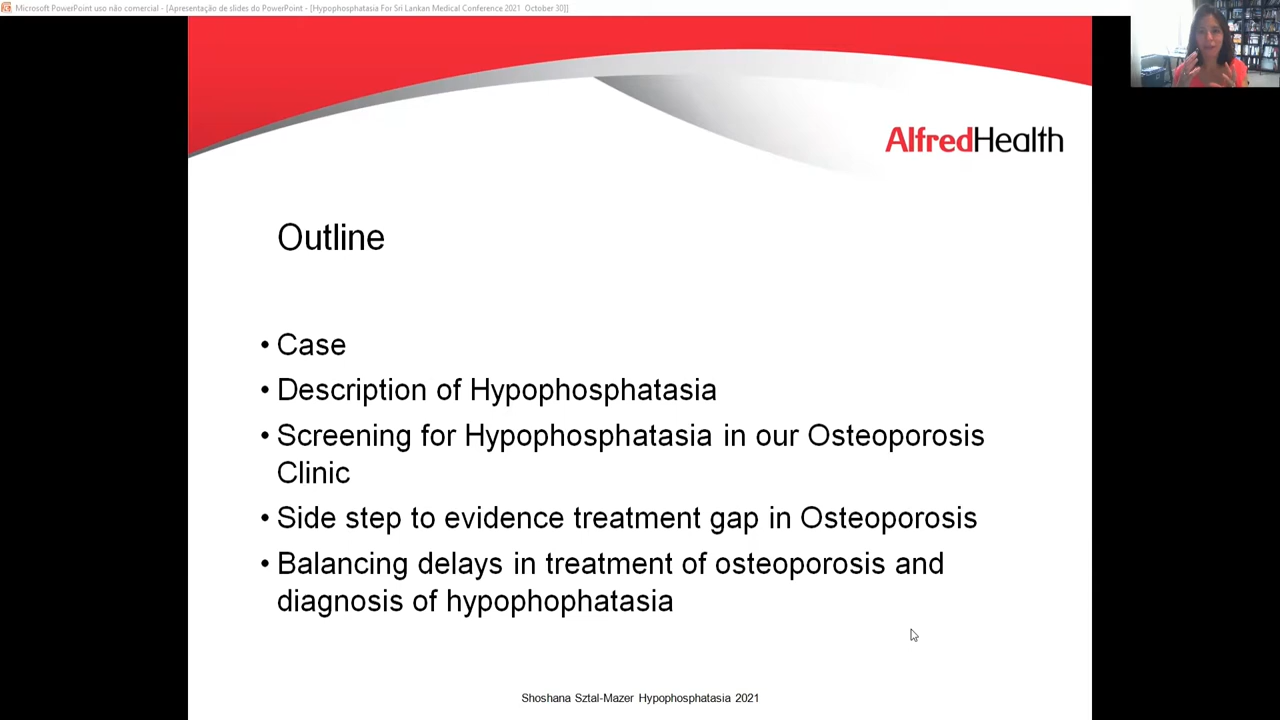 Microsoft PowerPoint uso não comercial - [Apresentação de slides do PowerPoint - [Hypophosphatasia For Sri Lankan Medical Conference 2021 October 30]]
AlfredHealth
Outline
• Case
• Description of Hypophosphatasia
• Screening for Hypophosphatasia in our Osteoporosis
Clinic
• Side step to evidence treatment gap in Osteoporosis
• Balancing delays in treatment of osteoporosis and
diagnosis of hypophophatasia
Shoshana Sztal-Mazer Hypophosphatasia 2021